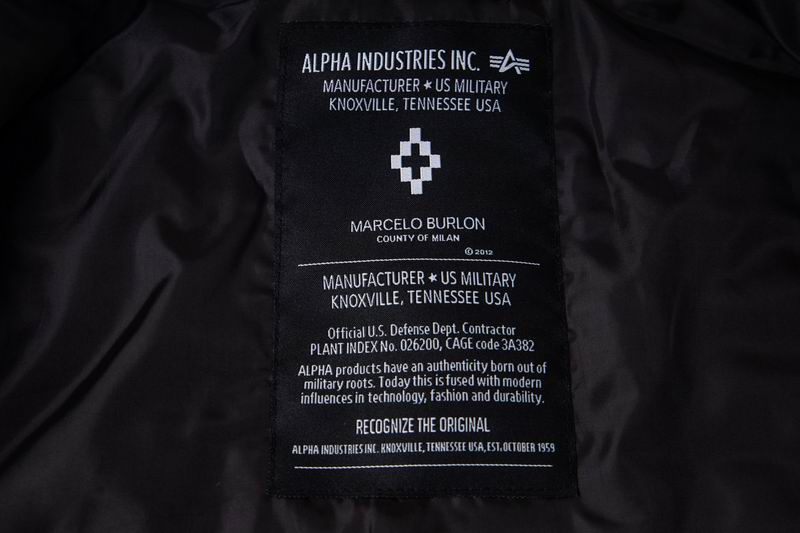 ALPHA INDUSTRIES INC.
MANUFACTURER ★ US MILITARY
KNOXVILLE, TENNESSEE USA
MARCELO BURLON
COUNTY OF MILAN
© 2012
MANUFACTURER ★ US MILITARY
KNOXVILLE, TENNESSEE USA
Official U.S. Defense Dept. Contractor
PLANT INDEX No. 026200, CAGE code 3A382
ALPHA products have an authenticity born out of
military roots. Today this is fused with modern
influences in technology, fashion and durability.
RECOGNIZE THE ORIGINAL
ALPHA INDUSTRIES INC. KNOXVILLE, TENNESSEE USA, EST. OCTOBER 1959